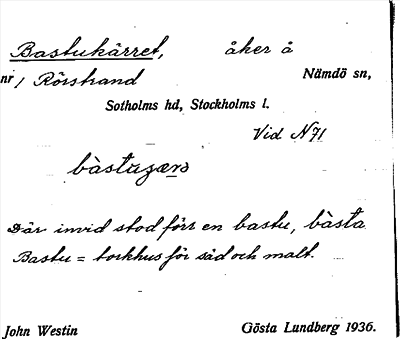 Bastukärret, åker å
nr 1 Rörstrand Nämdö sn,
Sotholms hd, Stockholms l.
Vid N71
Där invid stod förr en bastu, bàsta
Bastu = torkhus för säd och malt.
John Westin Gösta Lundberg 1936.